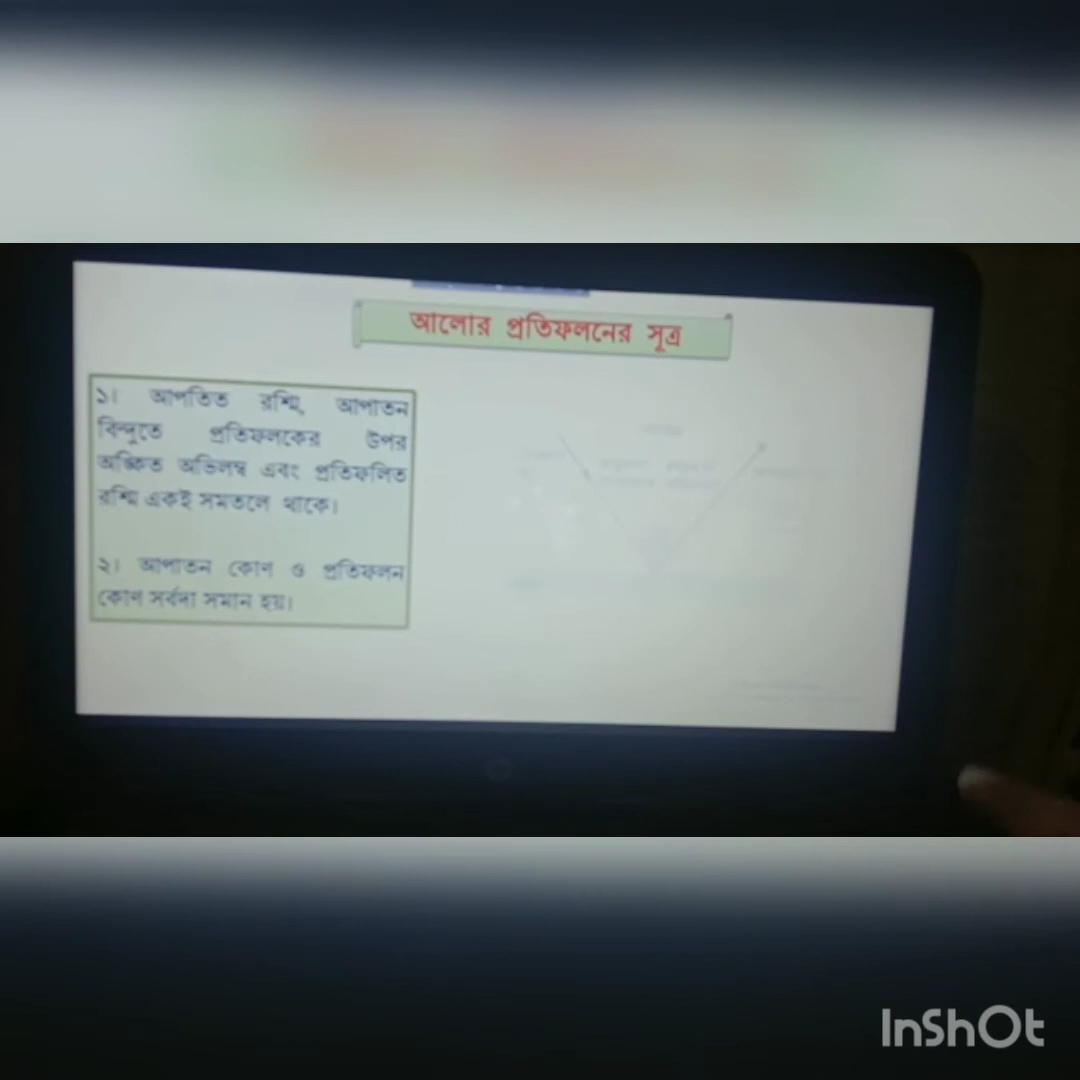 আলোর প্রতিফলনের সূত্র
১। আপতিত রশ্মি, আপাতন
বিন্দুতে প্রতিফলকের উপর
অঙ্কিত অভিলম্ব এবং প্রতিফলিত
রশ্মি একই সমতলে থাকে।
২। আপাতন কোণ ও প্রতিফলন
কোণ সর্বদা সমান হয়।
InShOt